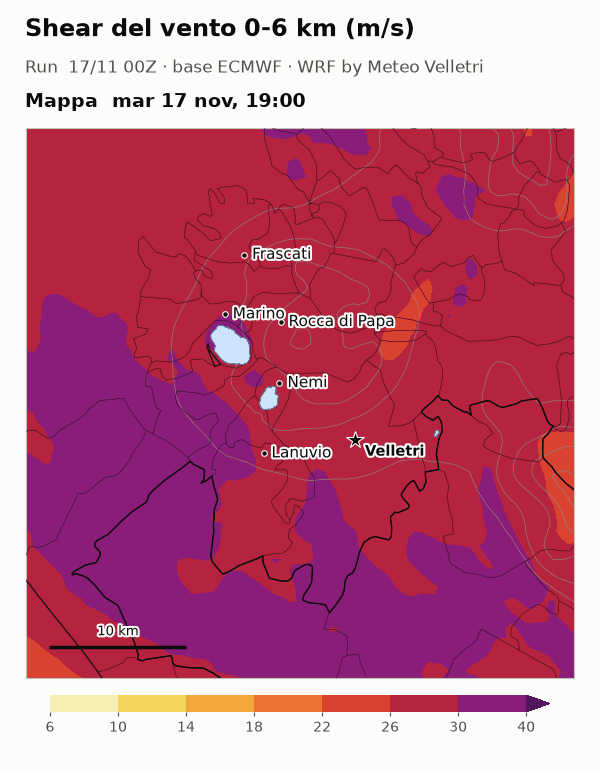 Shear del vento 0-6 km (m/s)
Run  17/11 00Z · base ECMWF · WRF by Meteo Velletri
Mappa  mar 17 nov, 19:00
Frascati
Marino
Rocca di Papa
Nemi
Velletri
Lanuvio
10 km
6 10 14 18 22 26 30 40